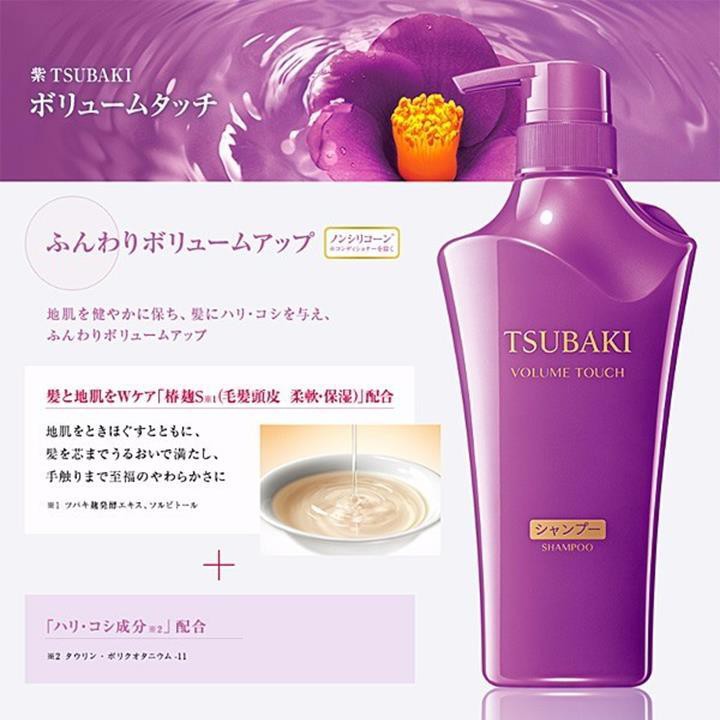 紫 TSUBAKI
ボリュームタッチ
ふんわりボリュームアップ
ノンシリコーン*
※コンディショナーを除く
地肌を健やかに保ち、髪にハリ・コシを与え、
ふんわりボリュームアップ
髪と地肌をWケア「椿麹S※1(毛髪頭皮 柔軟・保湿)」配合
地肌をときほぐすとともに、
髪を芯までうるおいで満たし、
手触りまで至福のやわらかさに
※1 ツバキ麹発酵エキス、ソルビトール
+
「ハリ・コシ成分※2」配合
※2 タウリン・ポリクオタニウム-11
TSUBAKI
VOLUME TOUCH
シャンプー
SHAMPOO